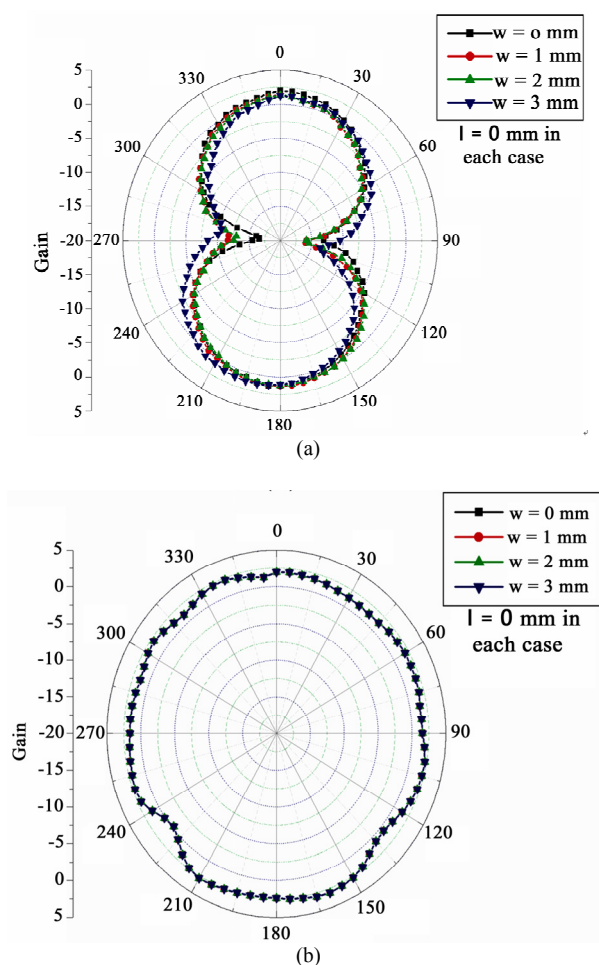 w = o mm
w = 1 mm
w = 2 mm
w = 3 mm
l = 0 mm in
each case
0
30
60
90
120
150
180
210
240
270
300
330
5
0
-5
-10
-15
-20
-15
-10
-5
0
5
Gain
(a)
w = 0 mm
w = 1 mm
w = 2 mm
w = 3 mm
l = 0 mm in
each case
0
30
60
90
120
150
180
210
240
270
300
330
5
0
-5
-10
-15
-20
-15
-10
-5
0
5
Gain
(b)